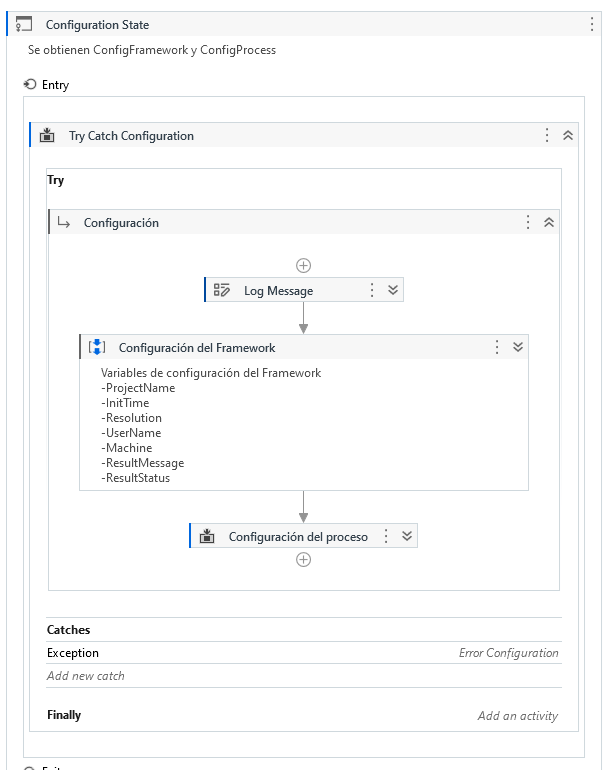 Configuration State
Se obtienen ConfigFramework y ConfigProcess
Entry
Try Catch Configuration
Try
Configuración
Log Message
Configuración del Framework
Variables de configuración del Framework
-ProjectName
-InitTime
-Resolution
-UserName
-Machine
-ResultMessage
-ResultStatus
Configuración del proceso
Catches
Exception Error Configuration
Add new catch
Finally Add an activity